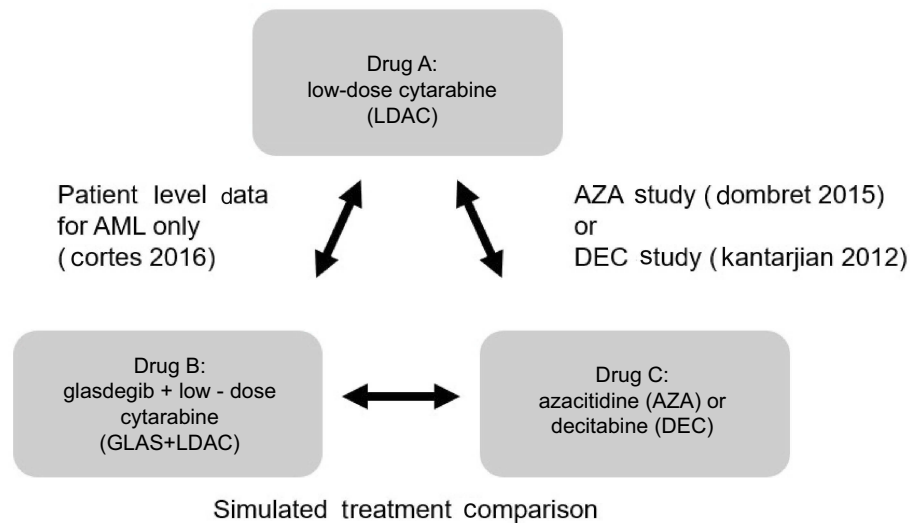 Drug A:
low-dose cytarabine
(LDAC)
Patient level data
for AML only
( cortes 2016)
AZA study ( dombret 2015)
or
DEC study ( kantarjian 2012)
Drug B:
glasdegib + low - dose
cytarabine
(GLAS+LDAC)
Drug C:
azacitidine (AZA) or
decitabine (DEC)
Simulated treatment comparison